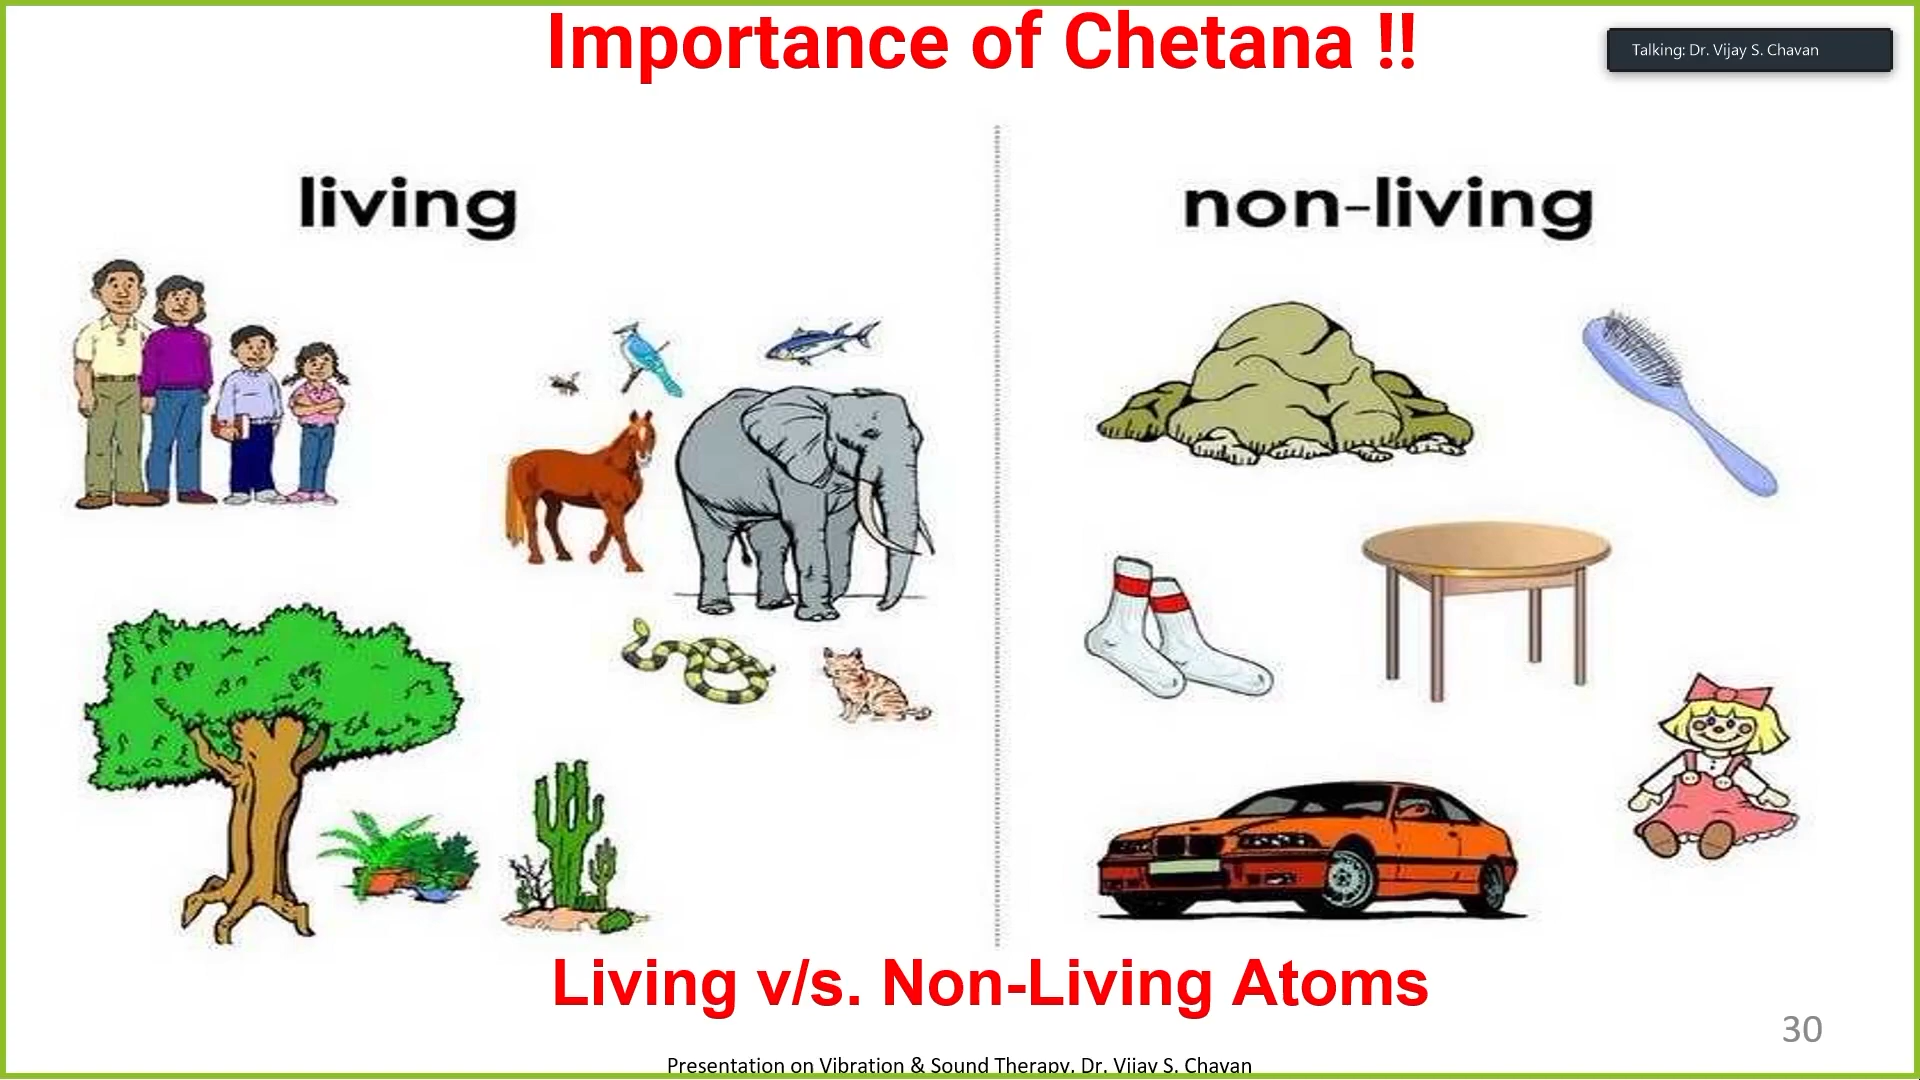 Importance of Chetana !!
Talking: Dr. Vijay S. Chavan
living
non-living
Living v/s. Non-Living Atoms
30
Presentation on Vibration & Sound Therapy, Dr. Vijay S. Chavan